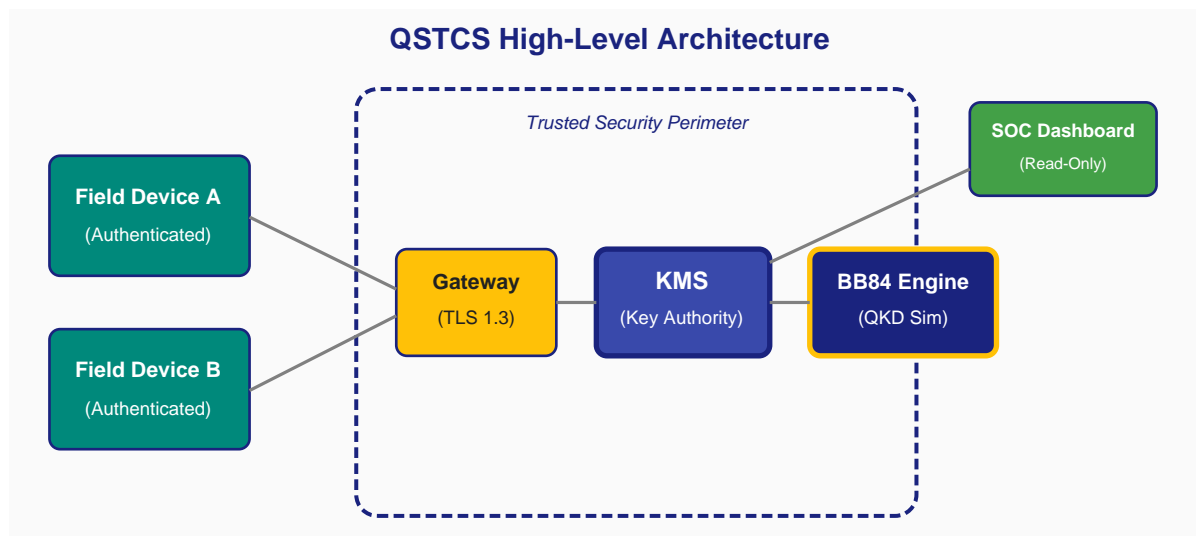 QSTCS High-Level Architecture
Trusted Security Perimeter
SOC Dashboard
(Read-Only)
Field Device A
(Authenticated)
Gateway
(TLS 1.3)
KMS
(Key Authority)
BB84 Engine
(QKD Sim)
Field Device B
(Authenticated)